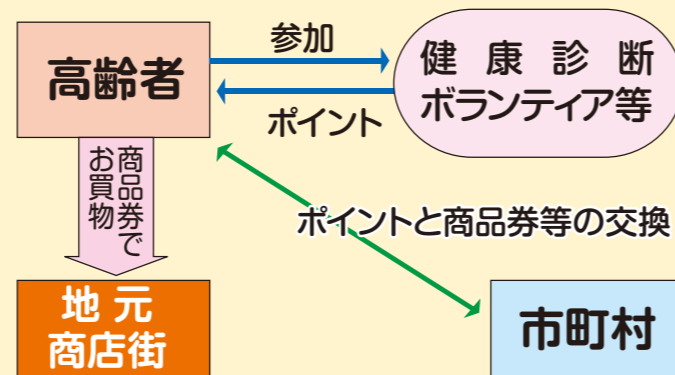 高齢者
参加
ポイント
健康診断
ボランティア等
商品券で
お買物
ポイントと商品券等の交換
地元
商店街
市町村